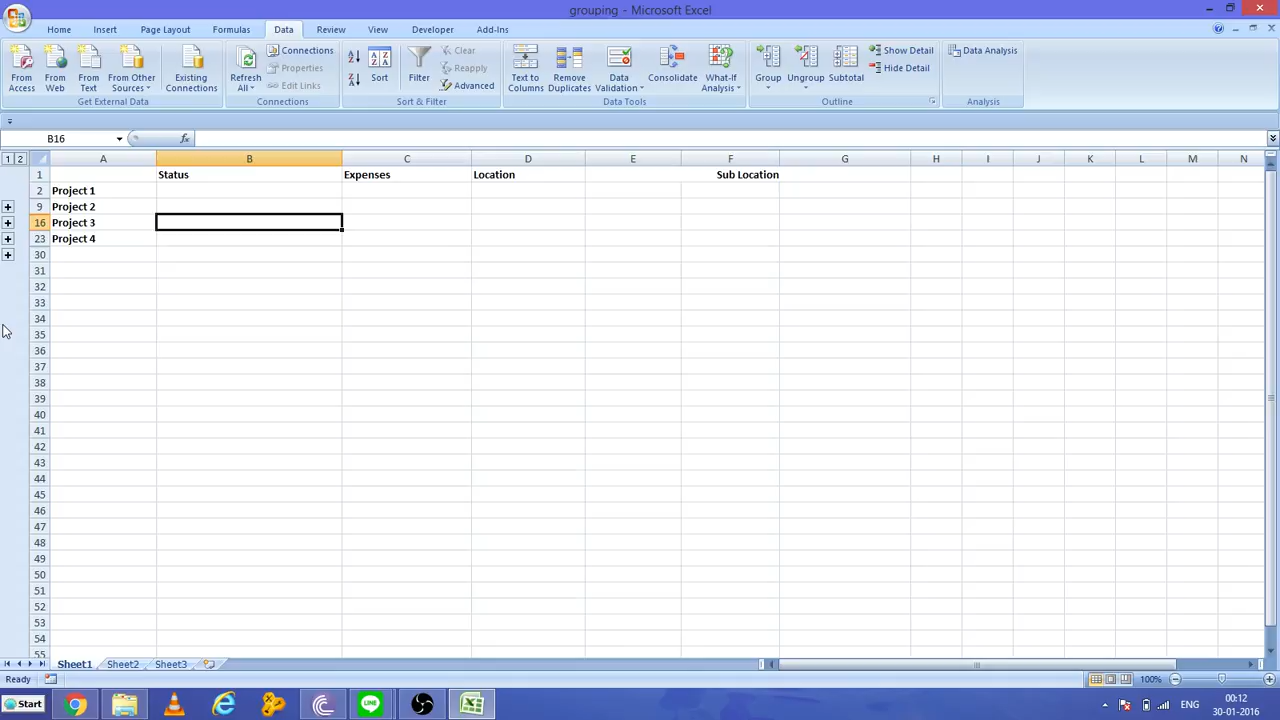 grouping - Microsoft Excel
Home Insert Page Layout Formulas Data Review View Developer Add-Ins
From Access
From Web
From Text
From Other Sources
Existing Connections
Get External Data
Refresh All
Connections
Properties
Edit Links
Connections
Sort
Filter
Clear
Reapply
Advanced
Sort & Filter
Text to Columns
Remove Duplicates
Data Validation
Consolidate
What-If Analysis
Data Tools
Group
Ungroup
Subtotal
Show Detail
Hide Detail
Outline
Data Analysis
Analysis
B16 fx
1 2 A B C D E F G H I J K L M N
1 Status Expenses Location Sub Location
2 Project 1
9 Project 2
16 Project 3
23 Project 4
30
31
32
33
34
35
36
37
38
39
40
41
42
43
44
45
46
47
48
49
50
51
52
53
54
55
Sheet1 Sheet2 Sheet3
Ready 100%
Start ENG 00:12
30-01-2016